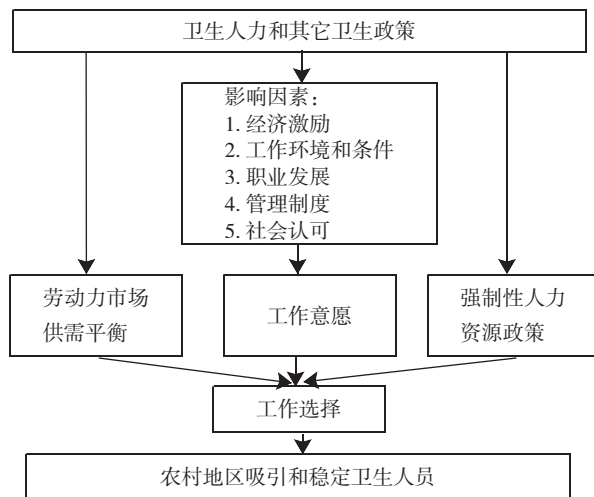 卫生人力和其它卫生政策
影响因素：
1. 经济激励
2. 工作环境和条件
3. 职业发展
4. 管理制度
5. 社会认可
劳动力市场
供需平衡
工作意愿
强制性人力
资源政策
工作选择
农村地区吸引和稳定卫生人员